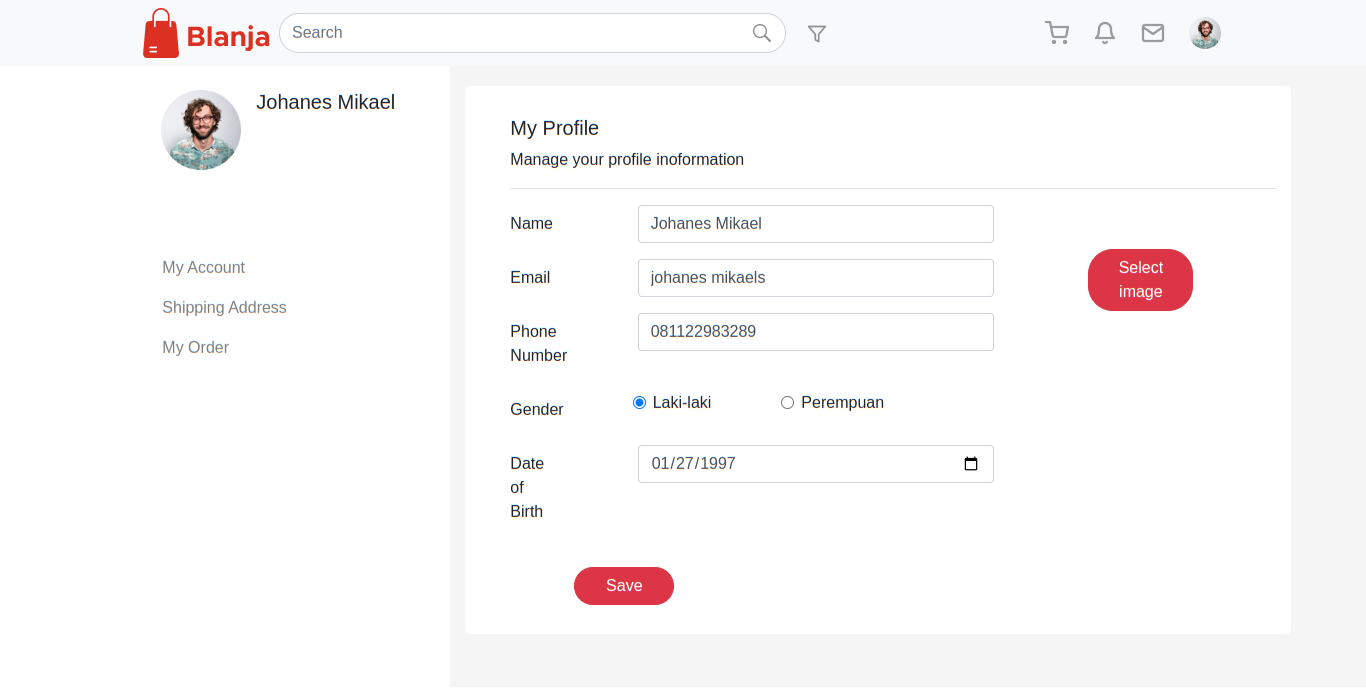 Blanja
Search
Johanes Mikael
My Account
Shipping Address
My Order
My Profile
Manage your profile inoformation
Name
Johanes Mikael
Email
johanes mikaels
Select
image
Phone
Number
081122983289
Gender
Laki-laki
Perempuan
Date
of
Birth
01/27/1997
Save